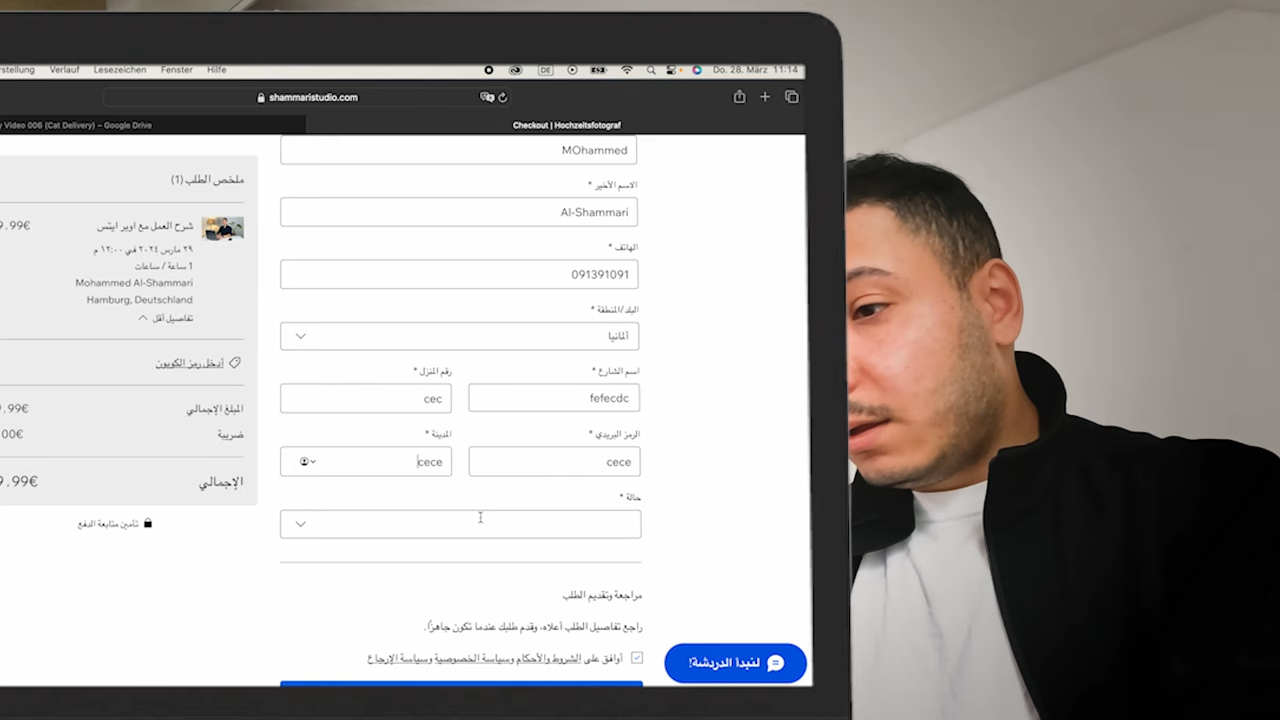 rstellung Verlauf Lesezeichen Fenster Hilfe DE Do. 28. März 11:14
shammaristudio.com
y Video 006 (Cat Delivery) – Google Drive Checkout | Hochzeitsfotograf
MOhammed
الاسم الأخير *
Al-Shammari
الهاتف *
091391091
البلد/المنطقة *
ألمانيا
اسم الشارع * رقم المنزل *
fefecdc cec
الرمز البريدي * المدينة *
cece cece
حالة *
مراجعة وتقديم الطلب
راجع تفاصيل الطلب أعلاه، وقدم طلبك عندما تكون جاهزًا.
أوافق على الشروط والأحكام وسياسة الخصوصية وسياسة الإرجاع
ملخص الطلب (1)
شرح العمل مع اوبر ايتس 9.99€
٢٩ مارس ٢٠٢٤ في ١٢:٠٠ م
1 ساعة / ساعات
Mohammed Al-Shammari
Hamburg, Deutschland
تفاصيل أقل
أدخل رمز الكوبون
المبلغ الإجمالي 9.99€
ضريبة 00€
الإجمالي 9.99€
تأمين متابعة الدفع
لنبدأ الدردشة!